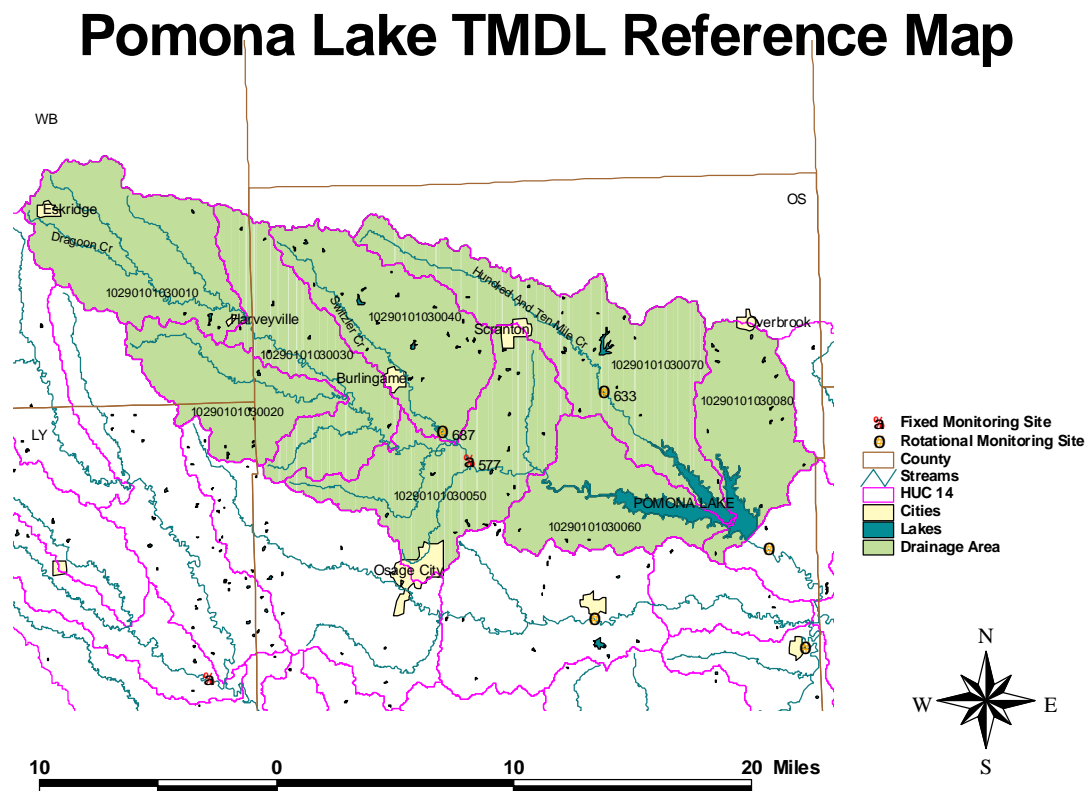 Pomona Lake TMDL Reference Map
WB
OS
Eskridge
Dragoon Cr
Hundred And Ten Mile Cr
10290101030010
Switzler Cr
10290101030040
Harveyville
Scranton
Overbrook
10290101030030
10290101030070
Burlingame
633
10290101030080
10290101030020
LY
687
577
10290101030050
POMONA LAKE
10290101030060
Osage City
Fixed Monitoring Site
Rotational Monitoring Site
County
Streams
HUC 14
Cities
Lakes
Drainage Area
N
W
E
S
10 0 10 20 Miles